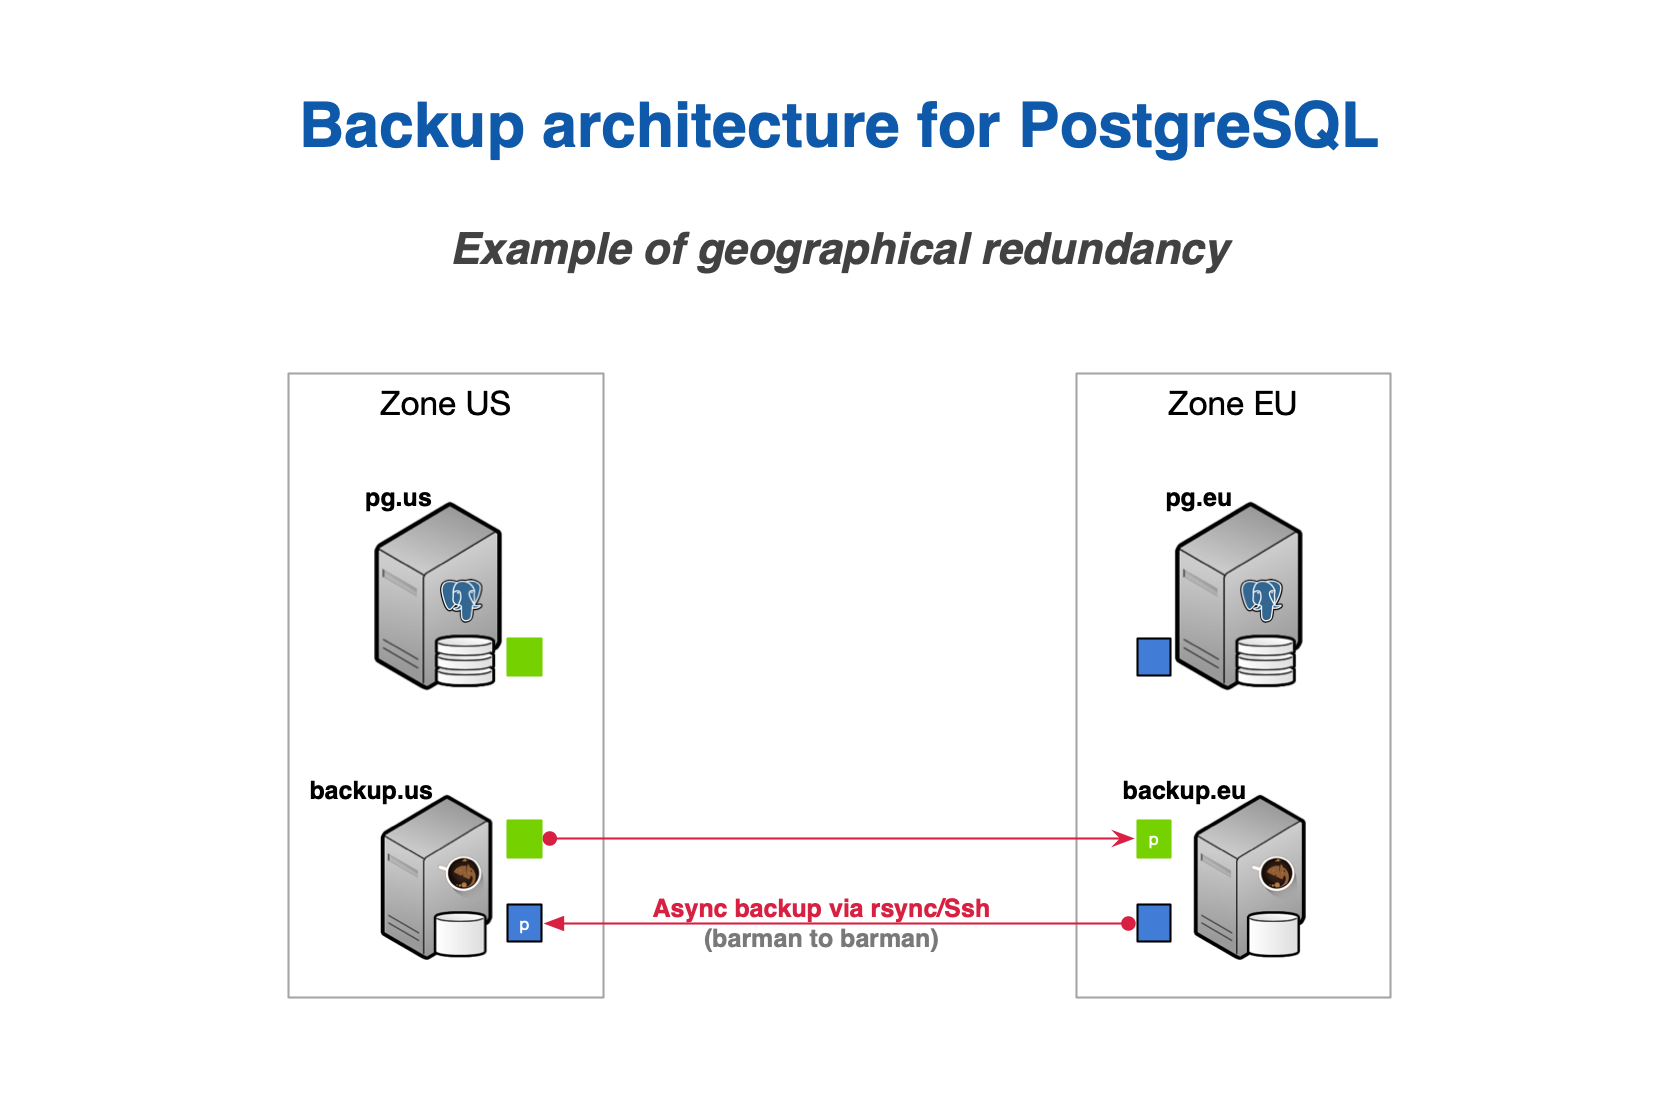 Backup architecture for PostgreSQL
Example of geographical redundancy
Zone US
Zone EU
pg.us
pg.eu
backup.us
backup.eu
p
Async backup via rsync/Ssh
p
(barman to barman)